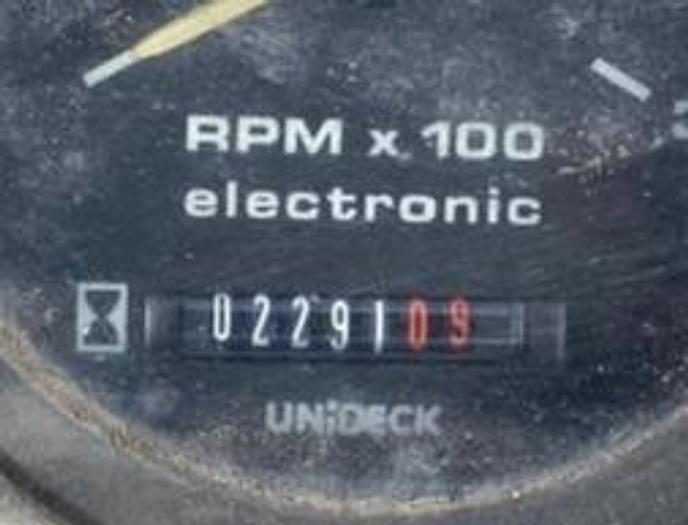 RPM x 100
electronic
0229109
UNiDECK